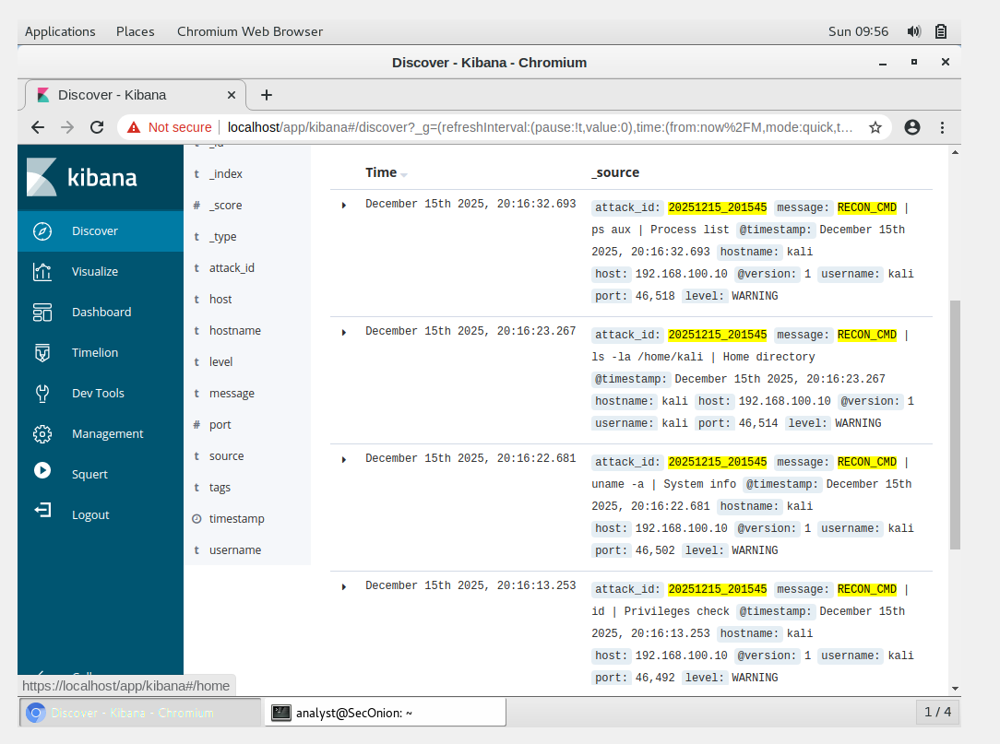 Applications Places Chromium Web Browser Sun 09:56
Discover - Kibana - Chromium
Discover - Kibana
Not secure localhost/app/kibana#/discover?_g=(refreshInterval:(pause:!t,value:0),time:(from:now%2FM,mode:quick,t...
kibana
Discover
Visualize
Dashboard
Timelion
Dev Tools
Management
Squert
Logout
t _id
t _index
# _score
t _type
t attack_id
t host
t hostname
t level
t message
# port
t source
t tags
timestamp
t username
Time _source
December 15th 2025, 20:16:32.693 attack_id: 20251215_201545 message: RECON_CMD |
ps aux | Process list @timestamp: December 15th
2025, 20:16:32.693 hostname: kali
host: 192.168.100.10 @version: 1 username: kali
port: 46,518 level: WARNING
December 15th 2025, 20:16:23.267 attack_id: 20251215_201545 message: RECON_CMD |
ls -la /home/kali | Home directory
@timestamp: December 15th 2025, 20:16:23.267
hostname: kali host: 192.168.100.10 @version: 1
username: kali port: 46,514 level: WARNING
December 15th 2025, 20:16:22.681 attack_id: 20251215_201545 message: RECON_CMD |
uname -a | System info @timestamp: December 15th
2025, 20:16:22.681 hostname: kali
host: 192.168.100.10 @version: 1 username: kali
port: 46,502 level: WARNING
December 15th 2025, 20:16:13.253 attack_id: 20251215_201545 message: RECON_CMD |
id | Privileges check @timestamp: December 15th
2025, 20:16:13.253 hostname: kali
host: 192.168.100.10 @version: 1 username: kali
port: 46,492 level: WARNING
https://localhost/app/kibana#/home
Discover - Kibana - Chromium analyst@SecOnion: ~ 1 / 4